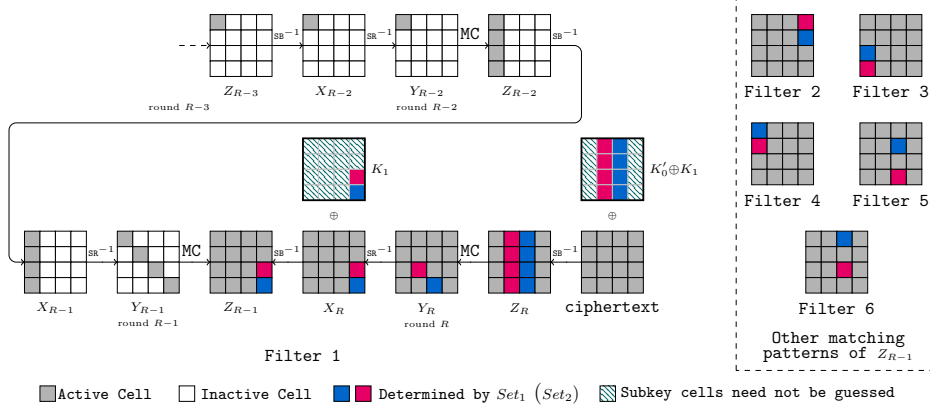 SB⁻¹ SR⁻¹ MC SB⁻¹
Z_{R-3} X_{R-2} Y_{R-2} Z_{R-2}
round R−3 round R−2
K_1 K'_0⊕K_1
⊕ ⊕
SR⁻¹ MC SB⁻¹ SR⁻¹ MC SB⁻¹
X_{R-1} Y_{R-1} Z_{R-1} X_R Y_R Z_R ciphertext
round R−1 round R
Filter 1
Filter 2 Filter 3
Filter 4 Filter 5
Filter 6
Other matching
patterns of Z_{R-1}
Active Cell Inactive Cell Determined by Set_1 (Set_2) Subkey cells need not be guessed